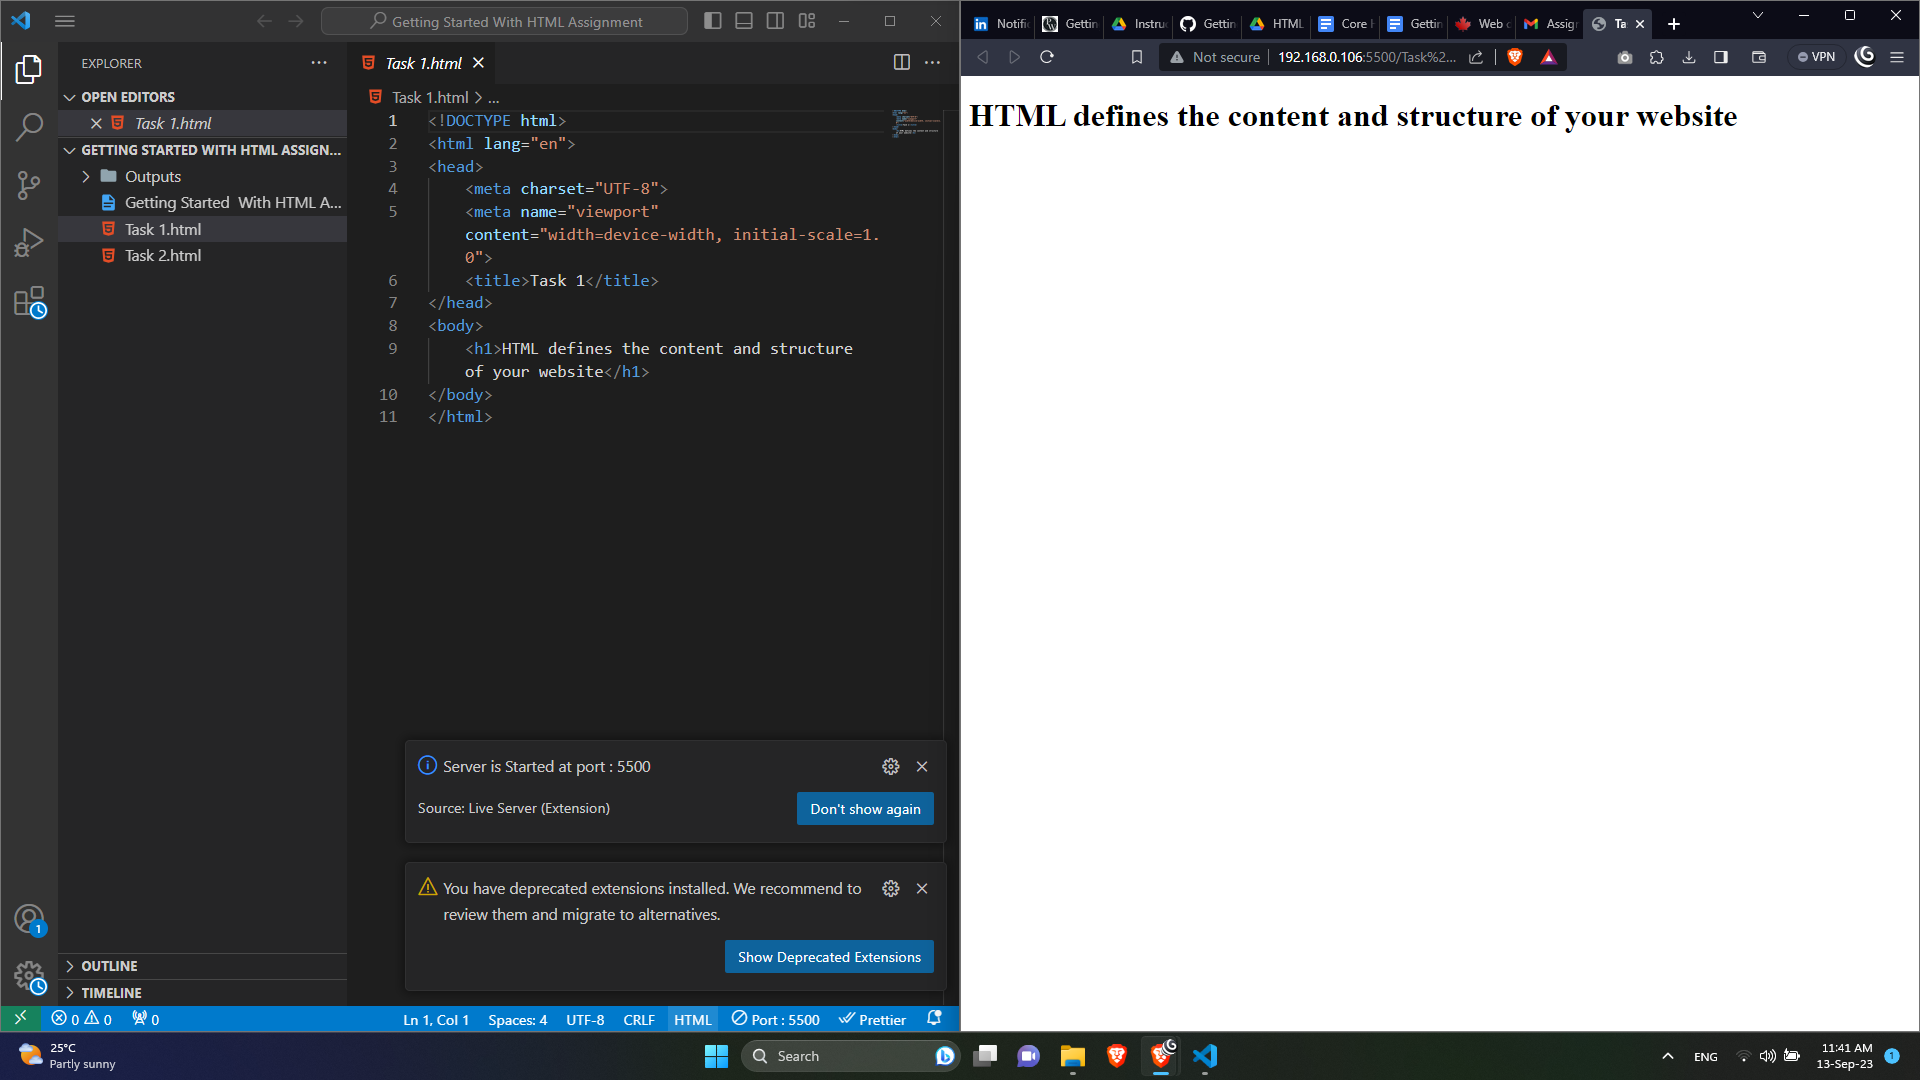 Getting Started With HTML Assignment
EXPLORER
OPEN EDITORS
Task 1.html
GETTING STARTED WITH HTML ASSIGN...
Outputs
Getting Started With HTML A...
Task 1.html
Task 2.html
OUTLINE
TIMELINE
Task 1.html
Task 1.html > ...
1 <!DOCTYPE html>
2 <html lang="en">
3 <head>
4 <meta charset="UTF-8">
5 <meta name="viewport"
content="width=device-width, initial-scale=1.
0">
6 <title>Task 1</title>
7 </head>
8 <body>
9 <h1>HTML defines the content and structure
of your website</h1>
10 </body>
11 </html>
Server is Started at port : 5500
Source: Live Server (Extension)
Don't show again
You have deprecated extensions installed. We recommend to
review them and migrate to alternatives.
Show Deprecated Extensions
1
0 0 0 Ln 1, Col 1 Spaces: 4 UTF-8 CRLF HTML Port : 5500 Prettier
Notific Gettin Instruc Gettin HTML Core H Gettin Web d Assign Ta
Not secure 192.168.0.106:5500/Task%2... VPN
HTML defines the content and structure of your website
25°C
Partly sunny
Search
ENG
11:41 AM
13-Sep-23
1